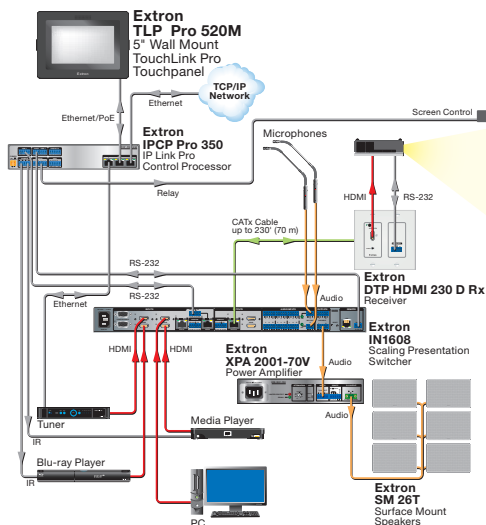 Extron
TLP Pro 520M
5" Wall Mount
TouchLink Pro
Touchpanel
TCP/IP
Network
Ethernet
Ethernet/PoE
Screen Control
Extron
IPCP Pro 350
IP Link Pro
Control Processor
Microphones
Relay
HDMI
RS-232
CATx Cable
up to 230' (70 m)
RS-232
Extron
DTP HDMI 230 D Rx
Receiver
Ethernet
RS-232
Audio
Extron
IN1608
Scaling Presentation
Switcher
HDMI
HDMI
Extron
XPA 2001-70V
Power Amplifier
Audio
Tuner
Media Player
Audio
IR
Blu-ray Player
IR
PC
Extron
SM 26T
Surface Mount
Speakers